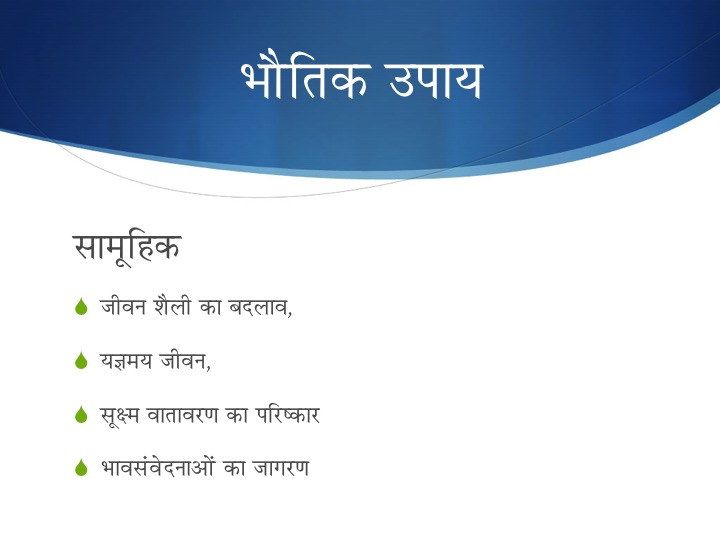 भौतिक उपाय
सामूहिक
जीवन शैली का बदलाव,
यज्ञमय जीवन,
सूक्ष्म वातावरण का परिष्कार
भावसंवेदनाओं का जागरण